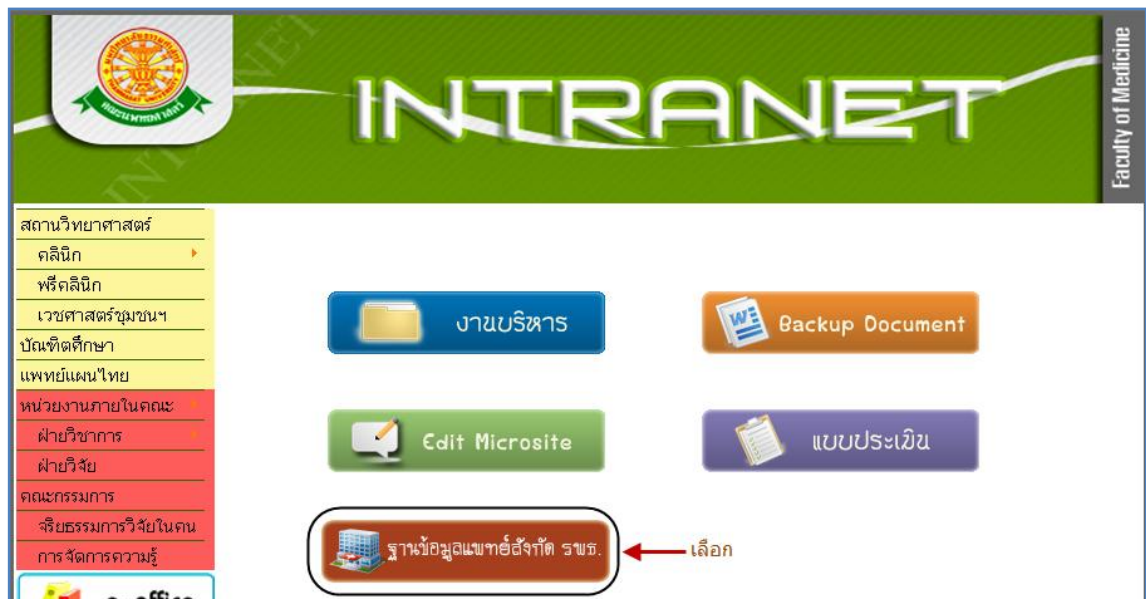 INTRANET
Faculty of Medicine
สถานวิทยาศาสตร์
คลินิก
พรีคลินิก
เวชศาสตร์ชุมชนฯ
บัณฑิตศึกษา
แพทย์แผนไทย
หน่วยงานภายในคณะ
ฝ่ายวิชาการ
ฝ่ายวิจัย
คณะกรรมการ
จริยธรรมการวิจัยในคน
การจัดการความรู้
งานบริหาร
Backup Document
Edit Microsite
แบบประเมิน
ฐานข้อมูลแพทย์สังกัด รพธ.
เลือก